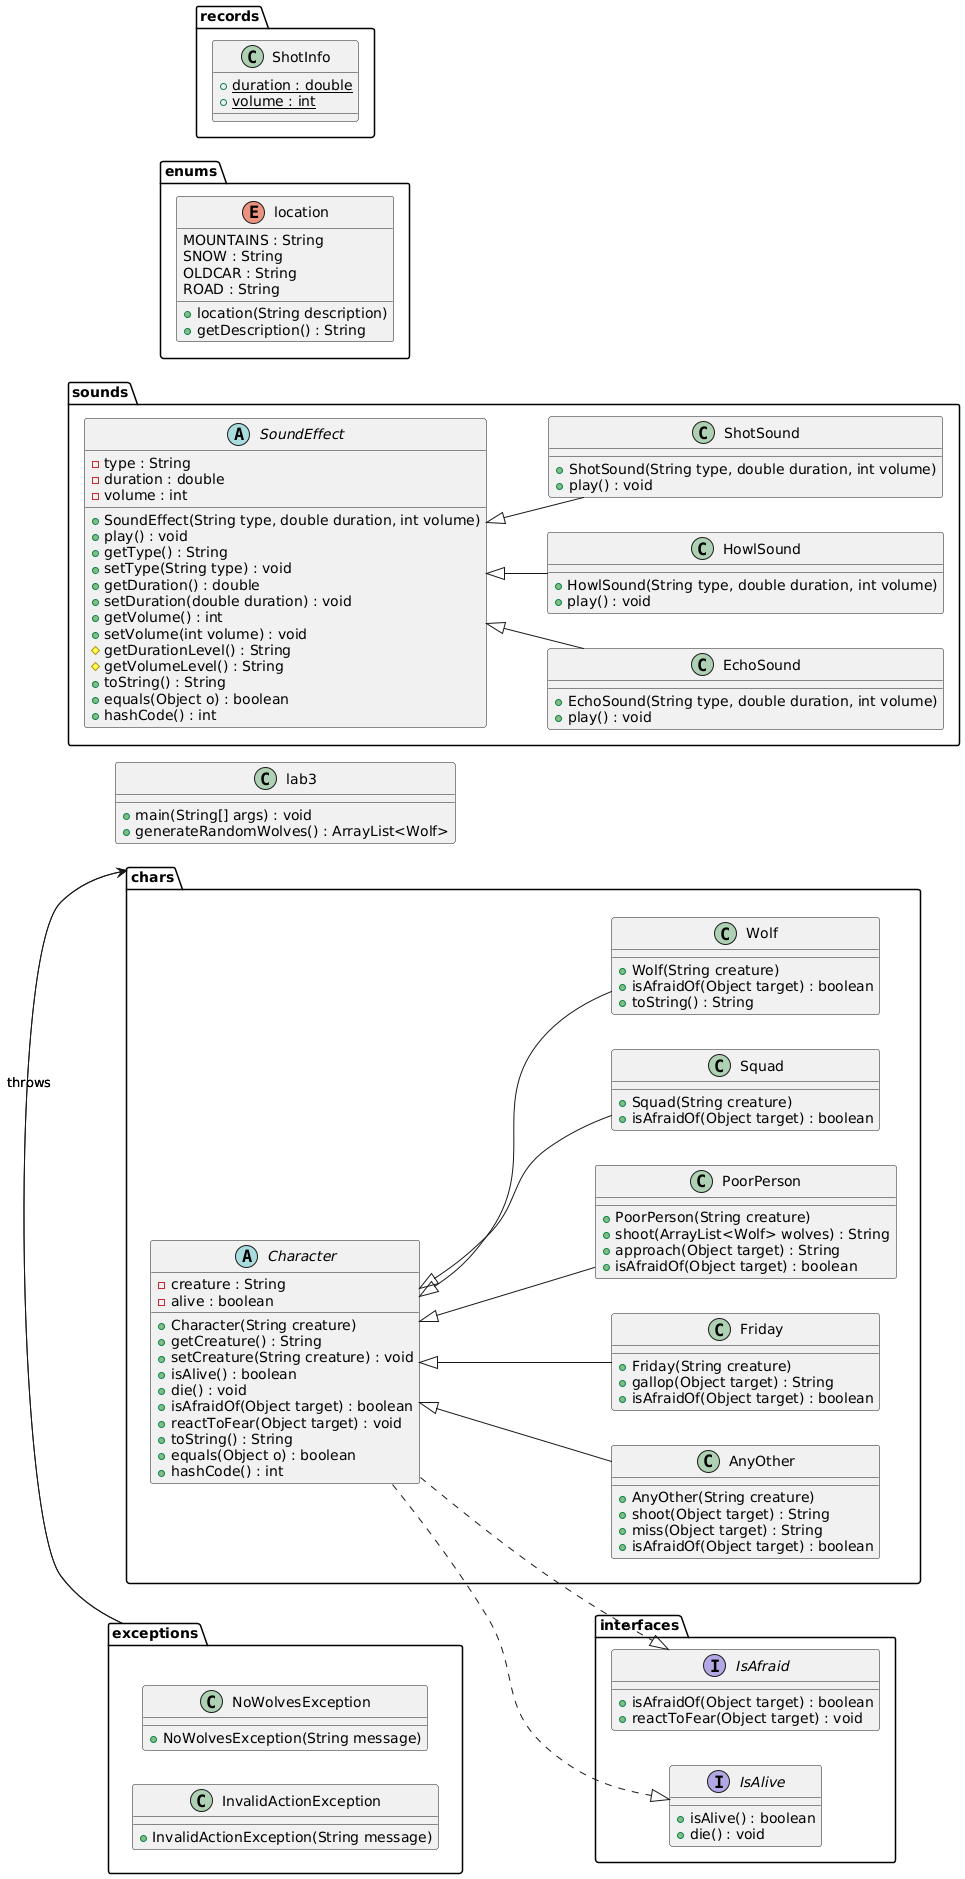 records
C ShotInfo
duration : double
volume : int
enums
E location
MOUNTAINS : String
SNOW : String
OLDCAR : String
ROAD : String
location(String description)
getDescription() : String
sounds
A SoundEffect
type : String
duration : double
volume : int
SoundEffect(String type, double duration, int volume)
play() : void
getType() : String
setType(String type) : void
getDuration() : double
setDuration(double duration) : void
getVolume() : int
setVolume(int volume) : void
getDurationLevel() : String
getVolumeLevel() : String
toString() : String
equals(Object o) : boolean
hashCode() : int
C ShotSound
ShotSound(String type, double duration, int volume)
play() : void
C HowlSound
HowlSound(String type, double duration, int volume)
play() : void
C EchoSound
EchoSound(String type, double duration, int volume)
play() : void
C lab3
main(String[] args) : void
generateRandomWolves() : ArrayList<Wolf>
chars
throws
C Wolf
Wolf(String creature)
isAfraidOf(Object target) : boolean
toString() : String
C Squad
Squad(String creature)
isAfraidOf(Object target) : boolean
C PoorPerson
PoorPerson(String creature)
shoot(ArrayList<Wolf> wolves) : String
approach(Object target) : String
isAfraidOf(Object target) : boolean
A Character
creature : String
alive : boolean
Character(String creature)
getCreature() : String
setCreature(String creature) : void
isAlive() : boolean
die() : void
isAfraidOf(Object target) : boolean
reactToFear(Object target) : void
toString() : String
equals(Object o) : boolean
hashCode() : int
C Friday
Friday(String creature)
gallop(Object target) : String
isAfraidOf(Object target) : boolean
C AnyOther
AnyOther(String creature)
shoot(Object target) : String
miss(Object target) : String
isAfraidOf(Object target) : boolean
exceptions
C NoWolvesException
NoWolvesException(String message)
C InvalidActionException
InvalidActionException(String message)
interfaces
I IsAfraid
isAfraidOf(Object target) : boolean
reactToFear(Object target) : void
I IsAlive
isAlive() : boolean
die() : void